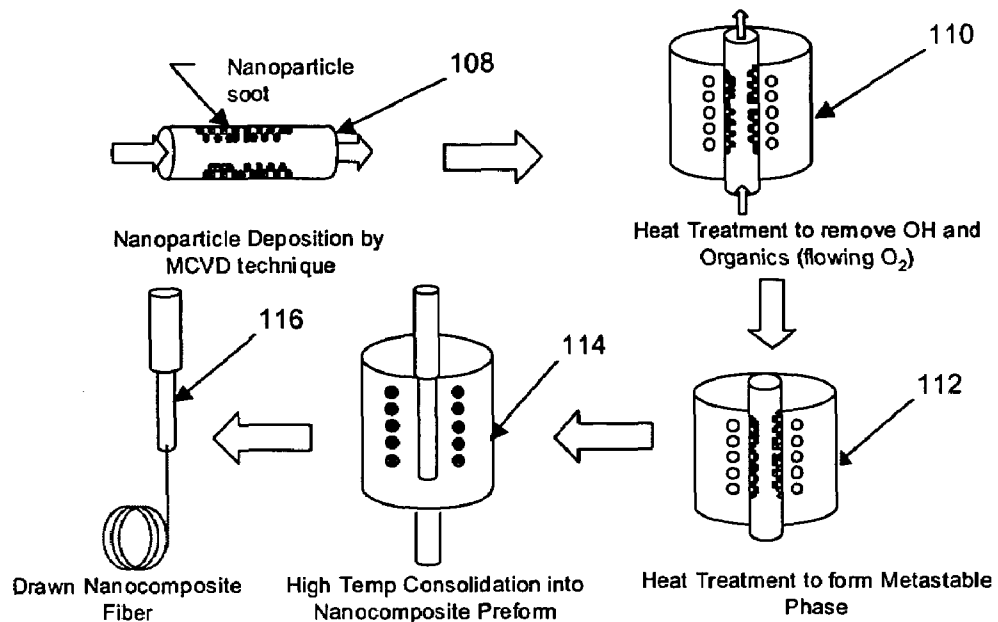 Nanoparticle
soot
108
110
Nanoparticle Deposition by
MCVD technique
Heat Treatment to remove OH and
Organics (flowing O₂)
112
Heat Treatment to form Metastable
Phase
114
High Temp Consolidation into
Nanocomposite Preform
116
Drawn Nanocomposite
Fiber